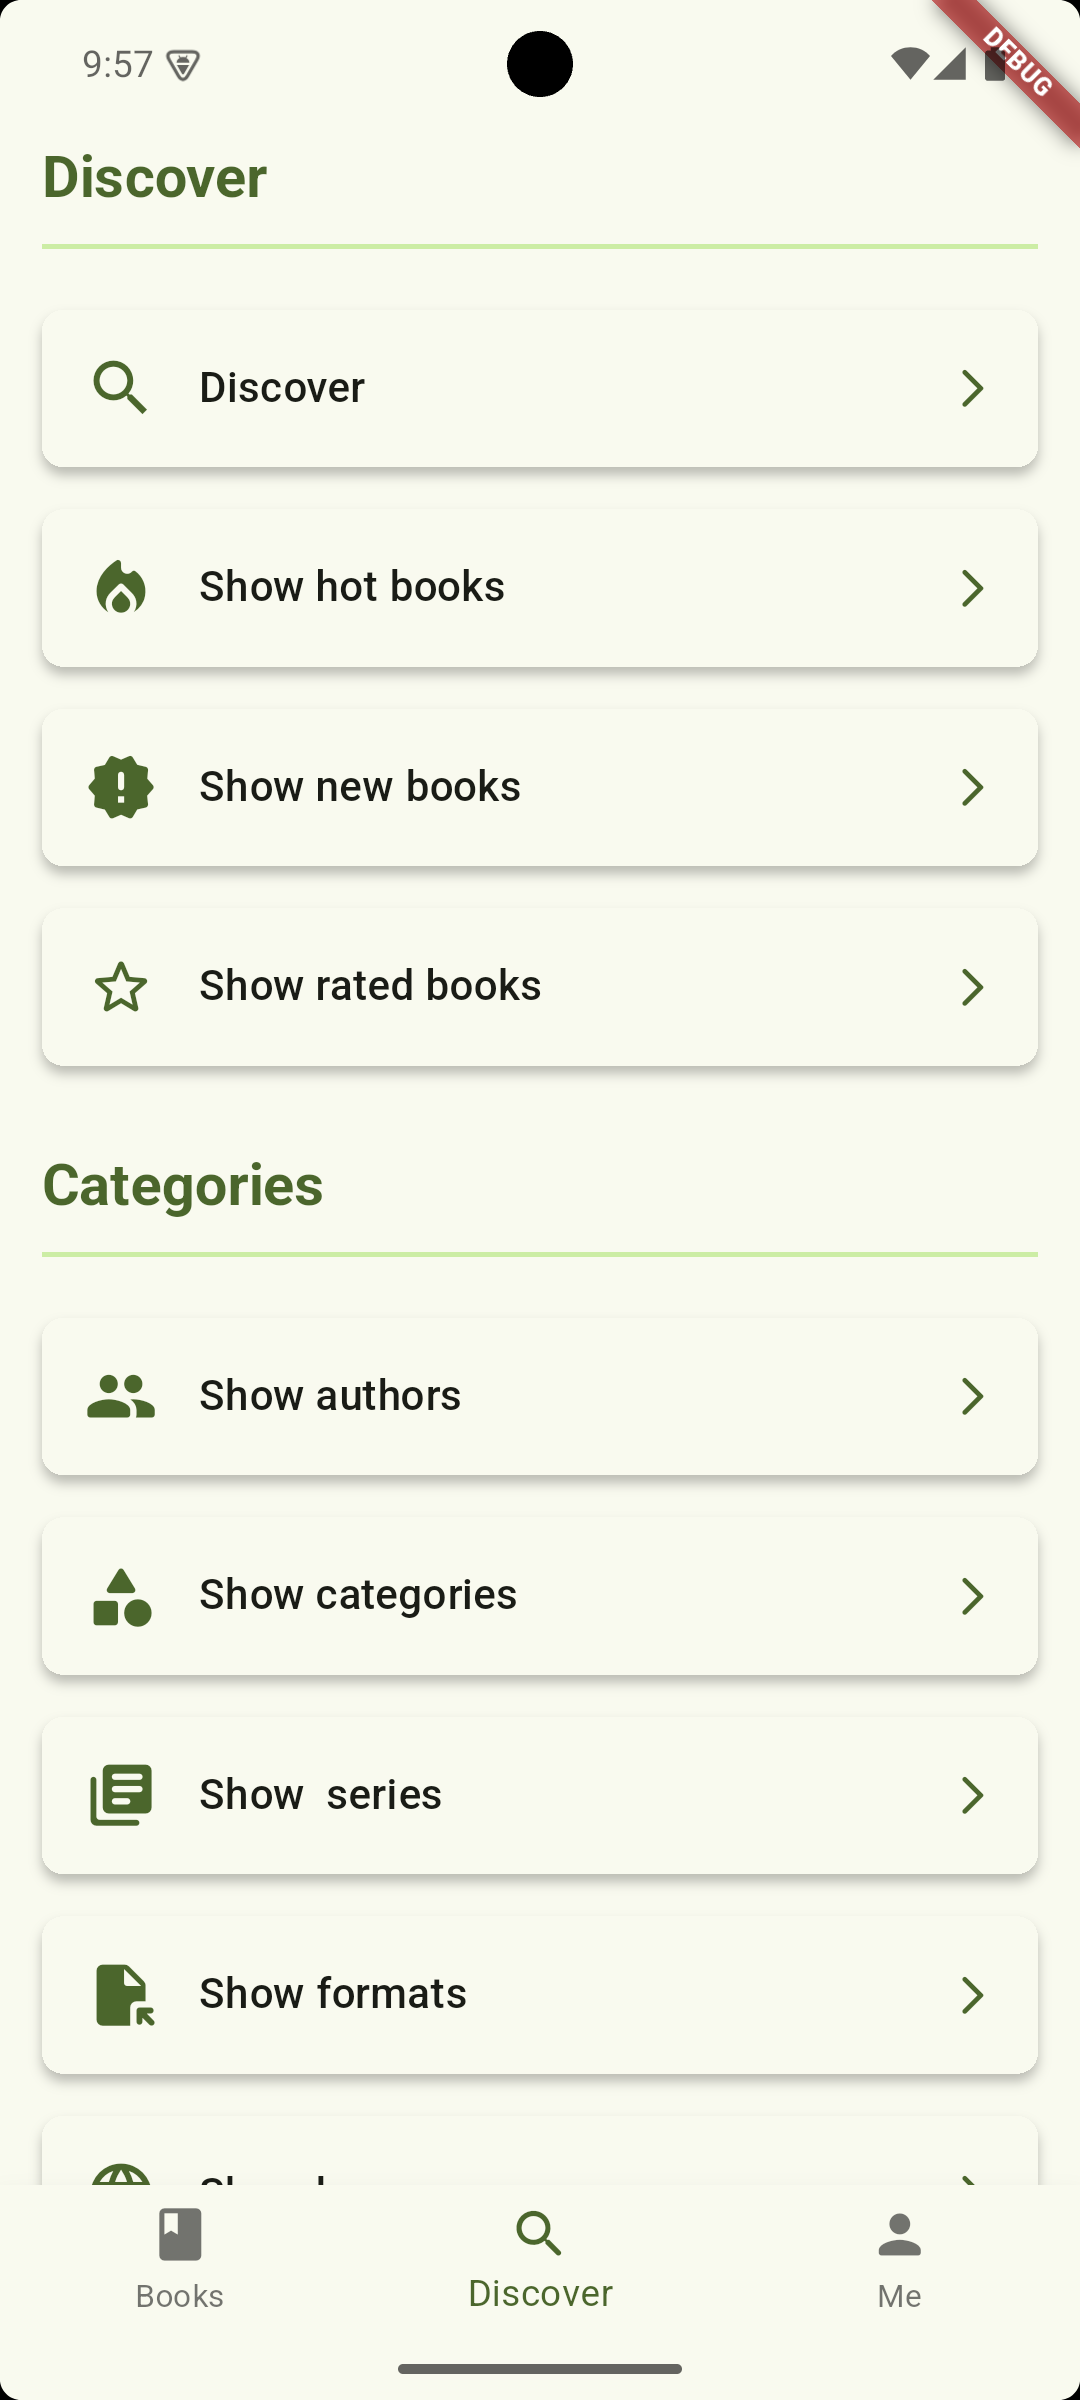 9:57
DEBUG
Discover
Discover
Show hot books
Show new books
Show rated books
Categories
Show authors
Show categories
Show  series
Show formats
Books
Discover
Me